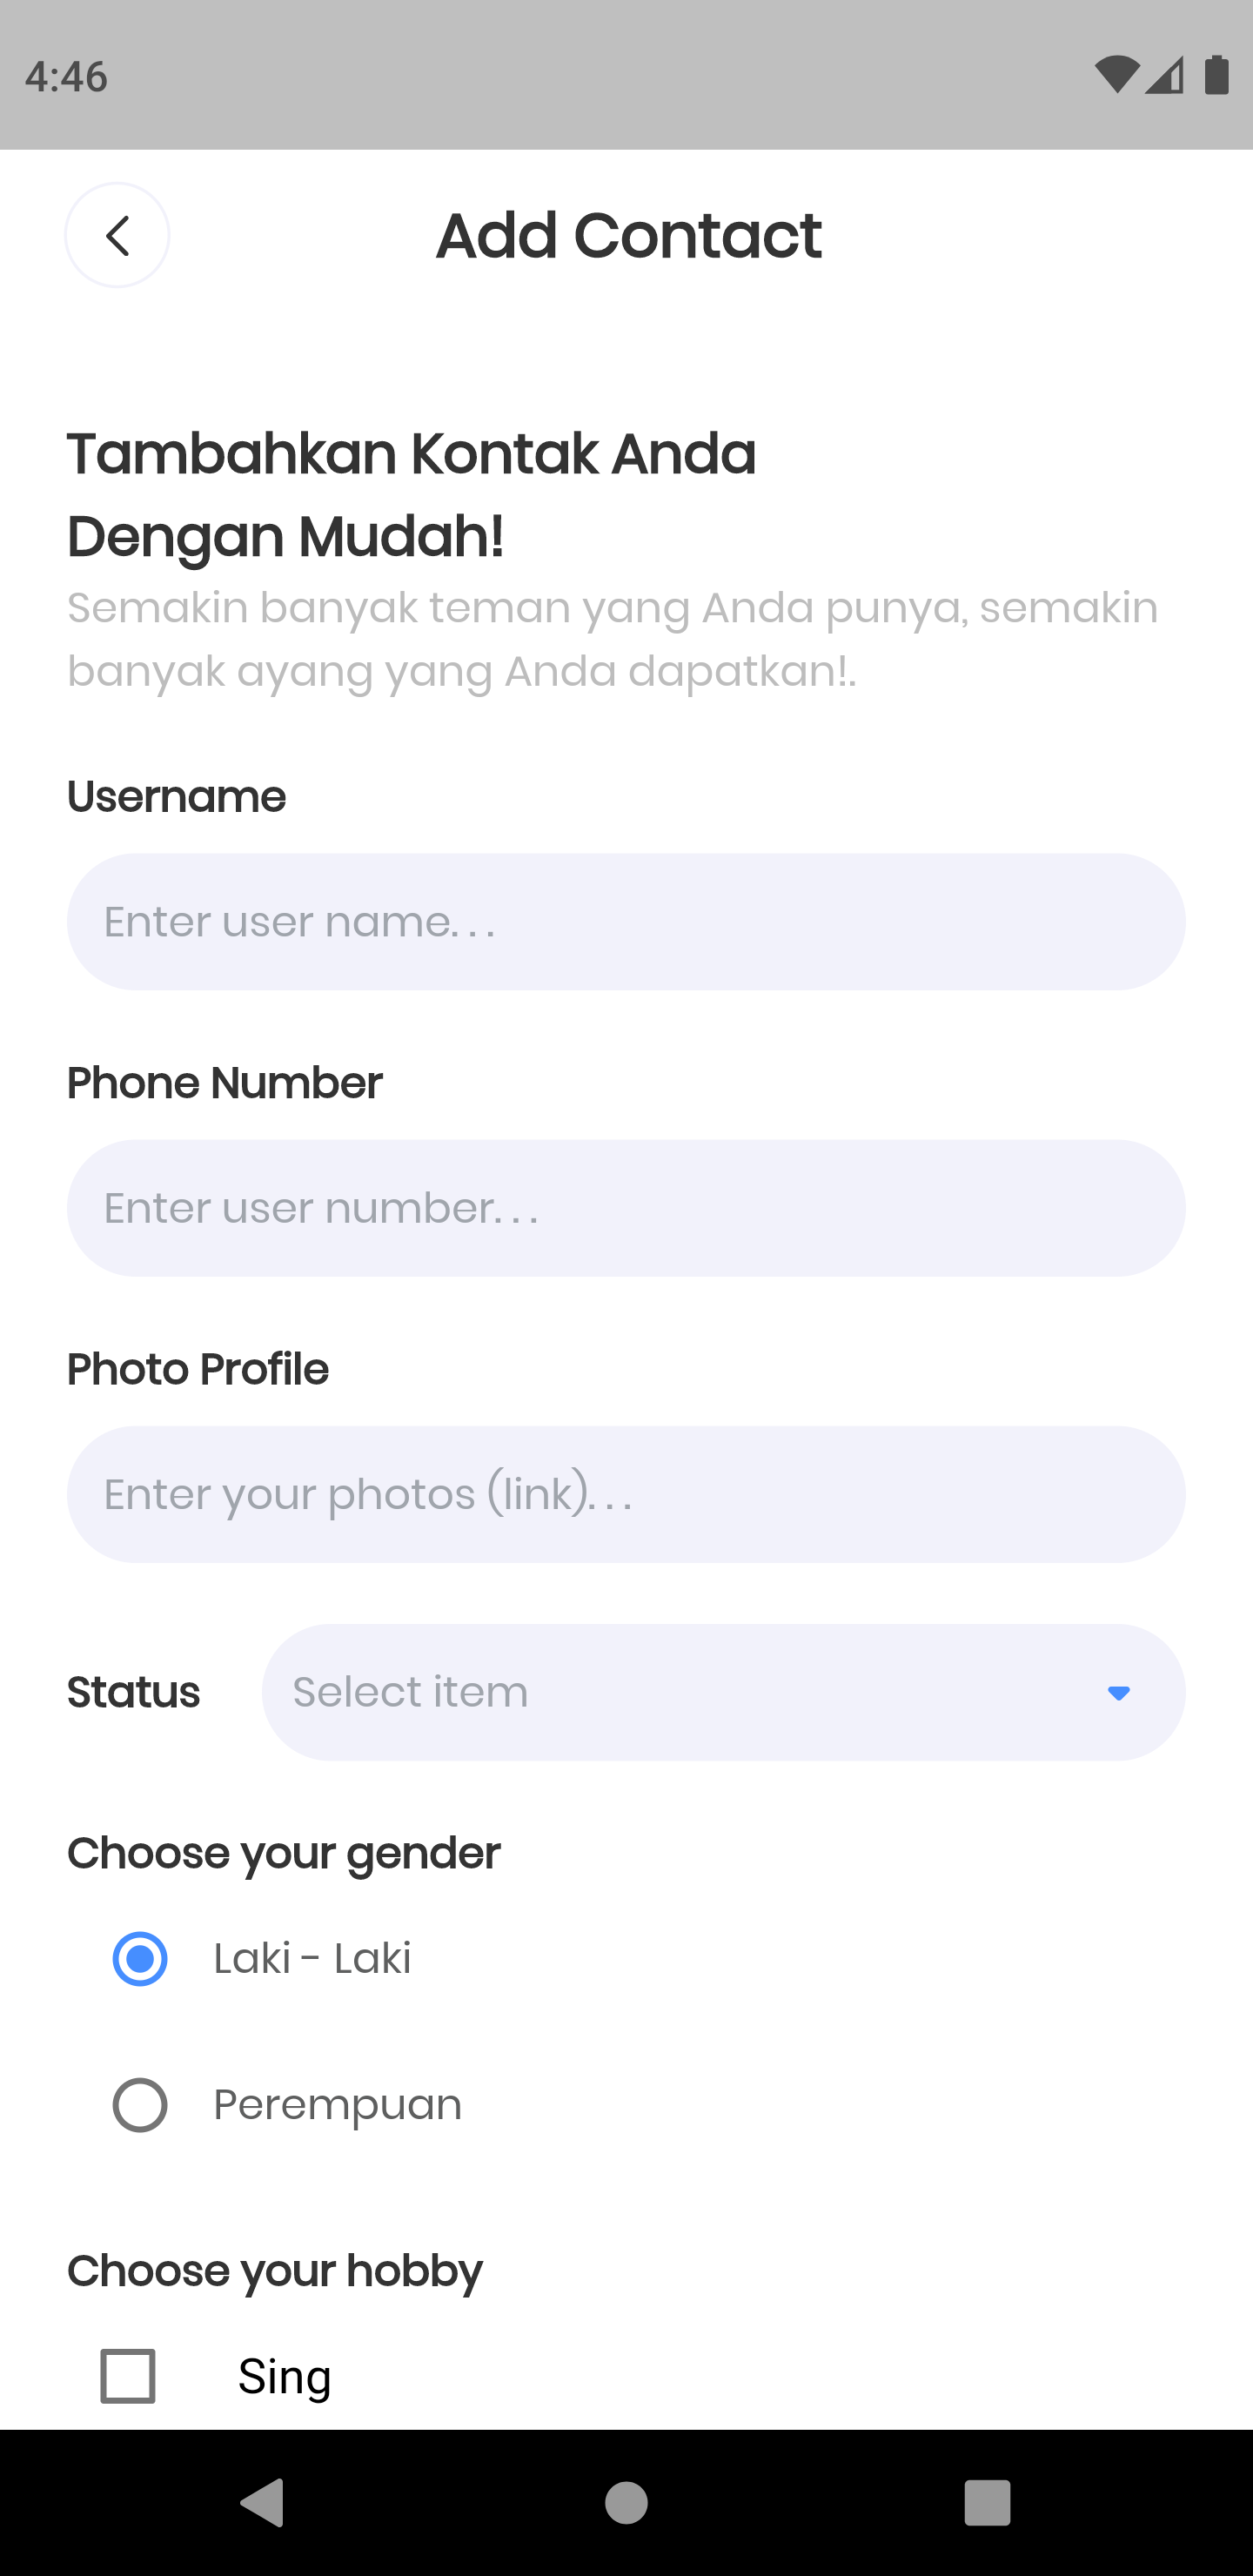 4:46
Add Contact
Tambahkan Kontak Anda
Dengan Mudah!
Semakin banyak teman yang Anda punya, semakin
banyak ayang yang Anda dapatkan!.
Username
Enter user name. . .
Phone Number
Enter user number. . .
Photo Profile
Enter your photos (link). . .
Status
Select item
Choose your gender
Laki - Laki
Perempuan
Choose your hobby
Sing